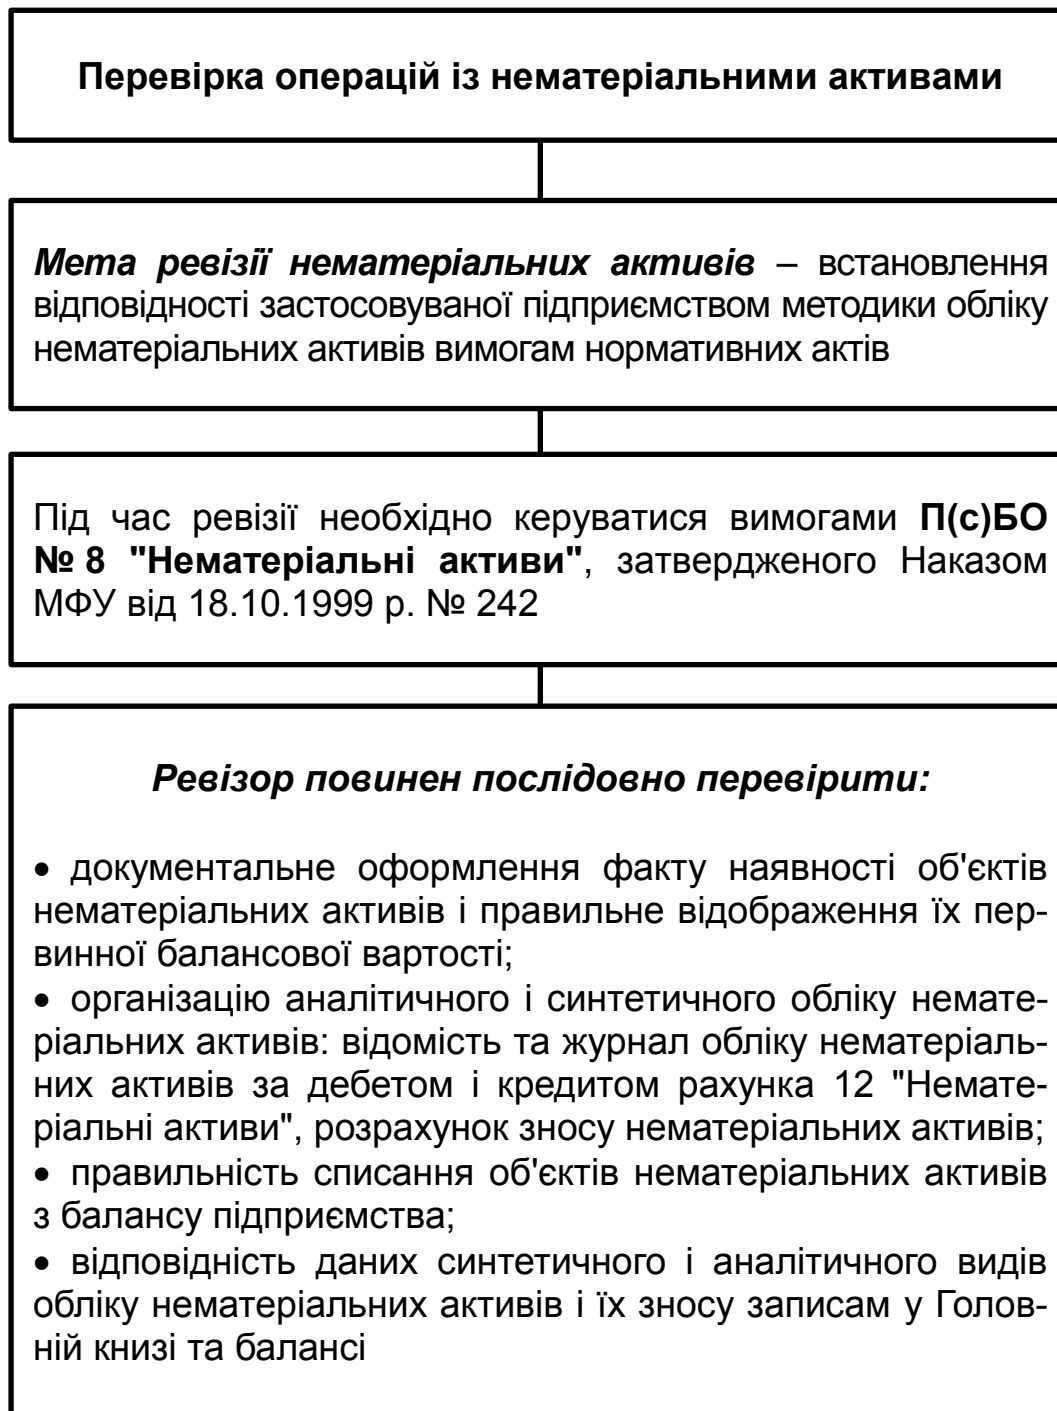 Перевірка операцій із нематеріальними активами
Мета ревізії нематеріальних активів – встановлення
відповідності застосовуваної підприємством методики обліку
нематеріальних активів вимогам нормативних актів
Під час ревізії необхідно керуватися вимогами П(с)БО
№ 8 "Нематеріальні активи", затвердженого Наказом
МФУ від 18.10.1999 р. № 242
Ревізор повинен послідовно перевірити:
• документальне оформлення факту наявності об'єктів
нематеріальних активів і правильне відображення їх пер-
винної балансової вартості;
• організацію аналітичного і синтетичного обліку немате-
ріальних активів: відомість та журнал обліку нематеріаль-
них активів за дебетом і кредитом рахунка 12 "Немате-
ріальні активи", розрахунок зносу нематеріальних активів;
• правильність списання об'єктів нематеріальних активів
з балансу підприємства;
• відповідність даних синтетичного і аналітичного видів
обліку нематеріальних активів і їх зносу записам у Голов-
ній книзі та балансі